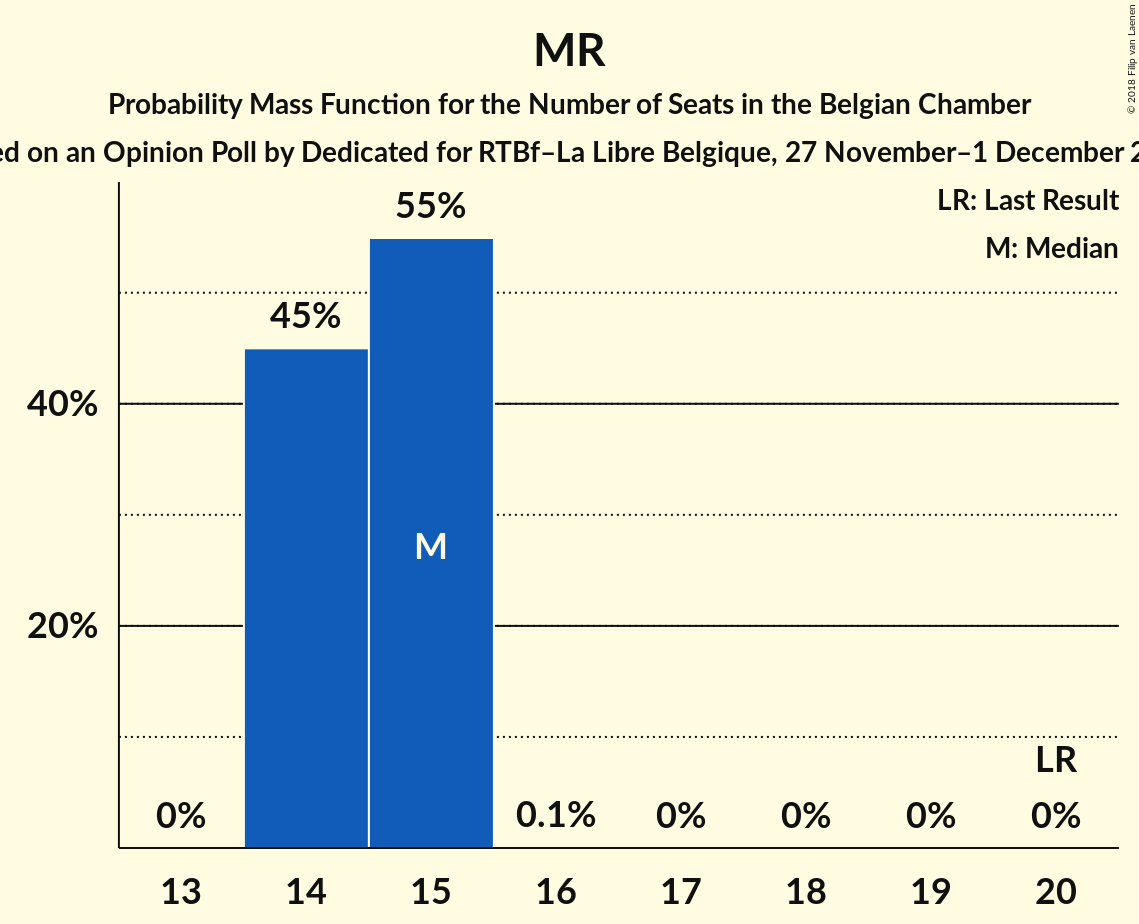 MR
Probability Mass Function for the Number of Seats in the Belgian Chamber
on an Opinion Poll by Dedicated for RTBf–La Libre Belgique, 27 November–1 December
© 2018 Filip van Laenen
LR: Last Result
M: Median
55%
45%
40%
M
20%
LR
0%
0.1%
0%
0%
0%
0%
13
14
15
16
17
18
19
20